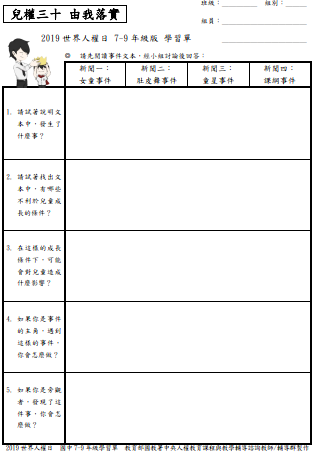 兒權三十 由我落實
班級：
組別：
組員：
2019 世界人權日 7-9 年級版 學習單
◎ 請先閱讀事件文本，經小組討論後回答：
新聞一：
女童事件
新聞二：
肚皮舞事件
新聞三：
童星事件
新聞四：
課綱事件
1. 請試著說明文
本中，發生了
什麼事？
2. 請試著找出文
本中，有哪些
不利於兒童成
長的條件？
3. 在這樣的成長
條件下，可能
會對兒童造成
什麼影響？
4. 如果你是事件
的主角，遇到
這樣的事件，
你會怎麼做？
5. 如果你是旁觀
者，發現了這
件事，你會怎
麼做？
2019 世界人權日 國中 7-9 年級學習單 教育部國教署中央人權教育課程與教學輔導諮詢教師/輔導群製作